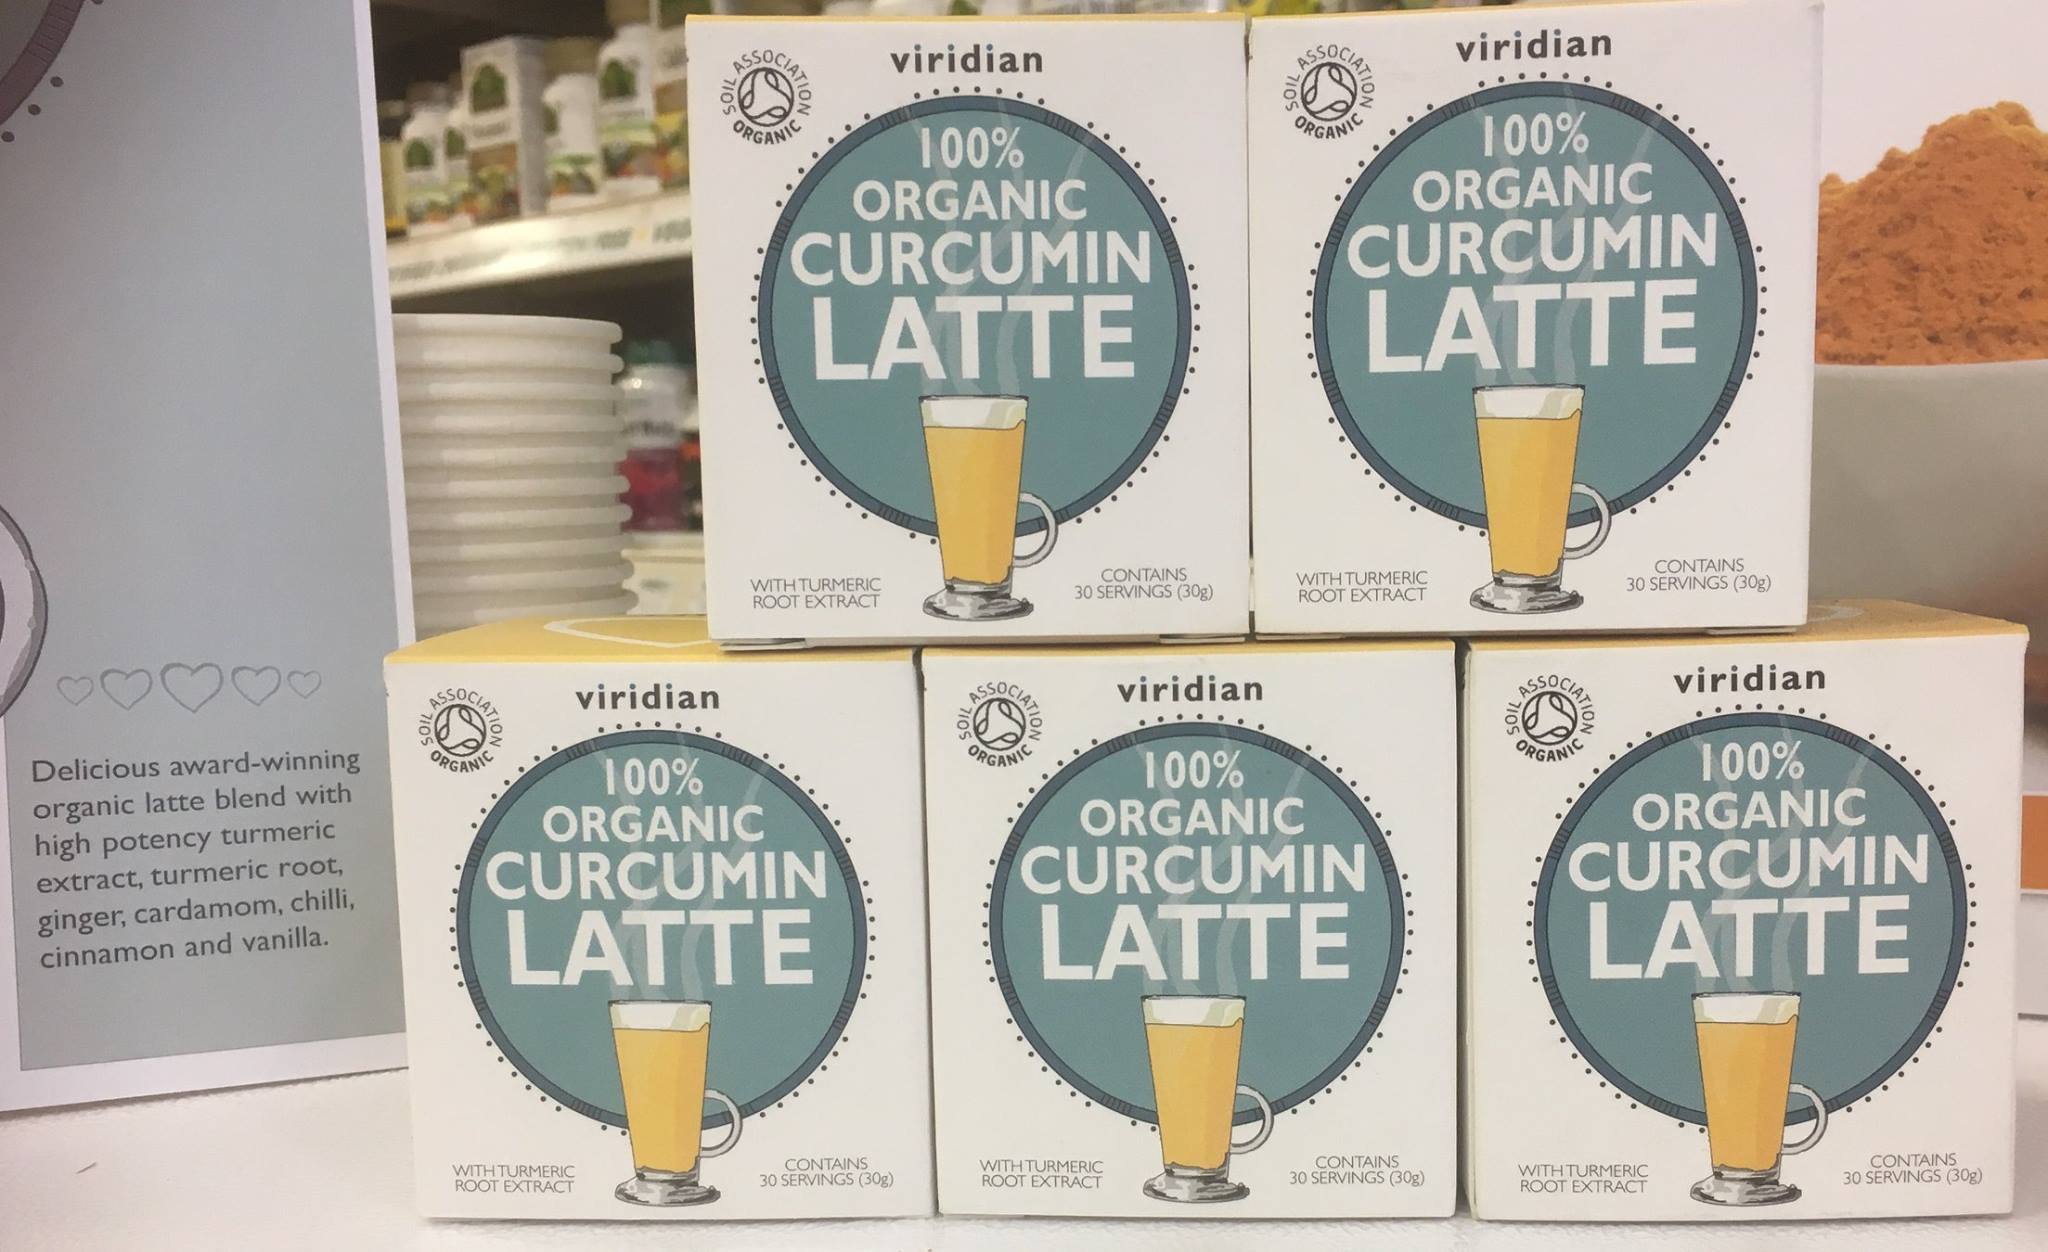 Delicious award-winning
organic latte blend with
high potency turmeric
extract, turmeric root,
ginger, cardamom, chilli,
cinnamon and vanilla.
SOIL ASSOCIATION
ORGANIC
viridian
100%
ORGANIC
CURCUMIN
LATTE
WITH TURMERIC
ROOT EXTRACT
CONTAINS
30 SERVINGS (30g)
SOIL ASSOCIATION
ORGANIC
viridian
100%
ORGANIC
CURCUMIN
LATTE
WITH TURMERIC
ROOT EXTRACT
CONTAINS
30 SERVINGS (30g)
SOIL ASSOCIATION
ORGANIC
viridian
100%
ORGANIC
CURCUMIN
LATTE
WITH TURMERIC
ROOT EXTRACT
CONTAINS
30 SERVINGS (30g)
SOIL ASSOCIATION
ORGANIC
viridian
100%
ORGANIC
CURCUMIN
LATTE
WITH TURMERIC
ROOT EXTRACT
CONTAINS
30 SERVINGS (30g)
SOIL ASSOCIATION
ORGANIC
viridian
100%
ORGANIC
CURCUMIN
LATTE
WITH TURMERIC
ROOT EXTRACT
CONTAINS
30 SERVINGS (30g)